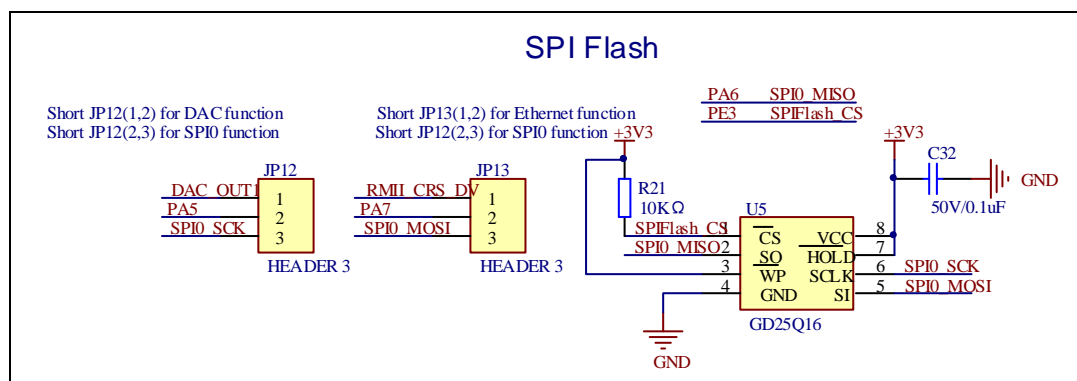 SPI Flash
Short JP12(1,2) for DAC function
Short JP12(2,3) for SPI0 function
Short JP13(1,2) for Ethernet function
Short JP12(2,3) for SPI0 function
PA6 SPI0_MISO
PE3 SPIFlash_CS
JP12
DAC_OUT1 1
PA5 2
SPI0_SCK 3
HEADER 3
JP13
RMII_CRS_DV 1
PA7 2
SPI0_MOSI 3
HEADER 3
+3V3
R21
10KΩ
+3V3
C32
50V/0.1uF
GND
U5
SPIFlash_CS 1 CS VCC 8
SPI0_MISO 2 SO HOLD 7
3 WP SCLK 6 SPI0_SCK
4 GND SI 5 SPI0_MOSI
GD25Q16
GND